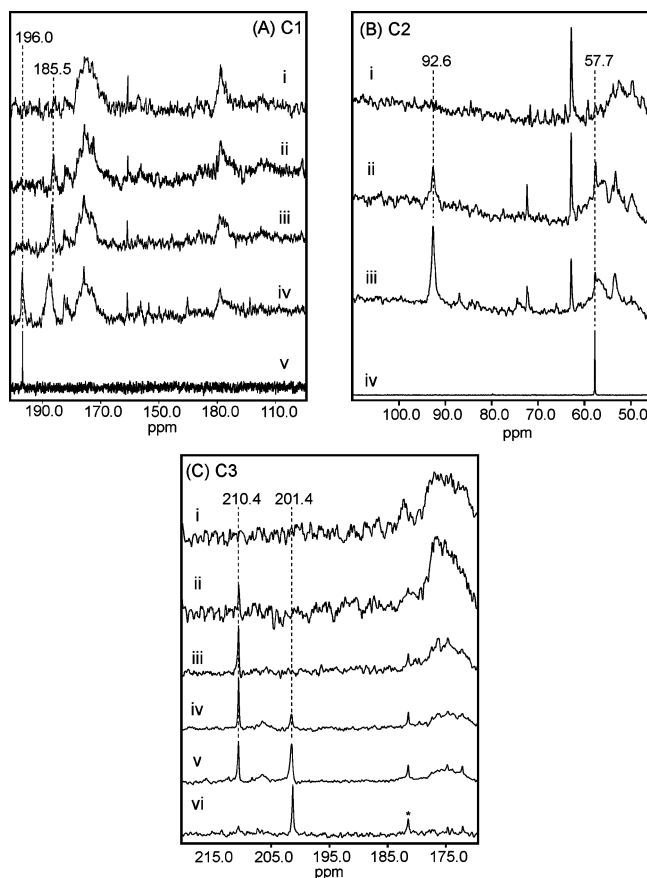 (A) C1
196.0
185.5
i
ii
iii
iv
v
190.0 170.0 150.0 180.0 110.0
ppm
(B) C2
92.6
57.7
i
ii
iii
iv
100.0 90.0 80.0 70.0 60.0 50.0
ppm
(C) C3
210.4
201.4
i
ii
iii
iv
v
vi
*
215.0 205.0 195.0 185.0 175.0
ppm